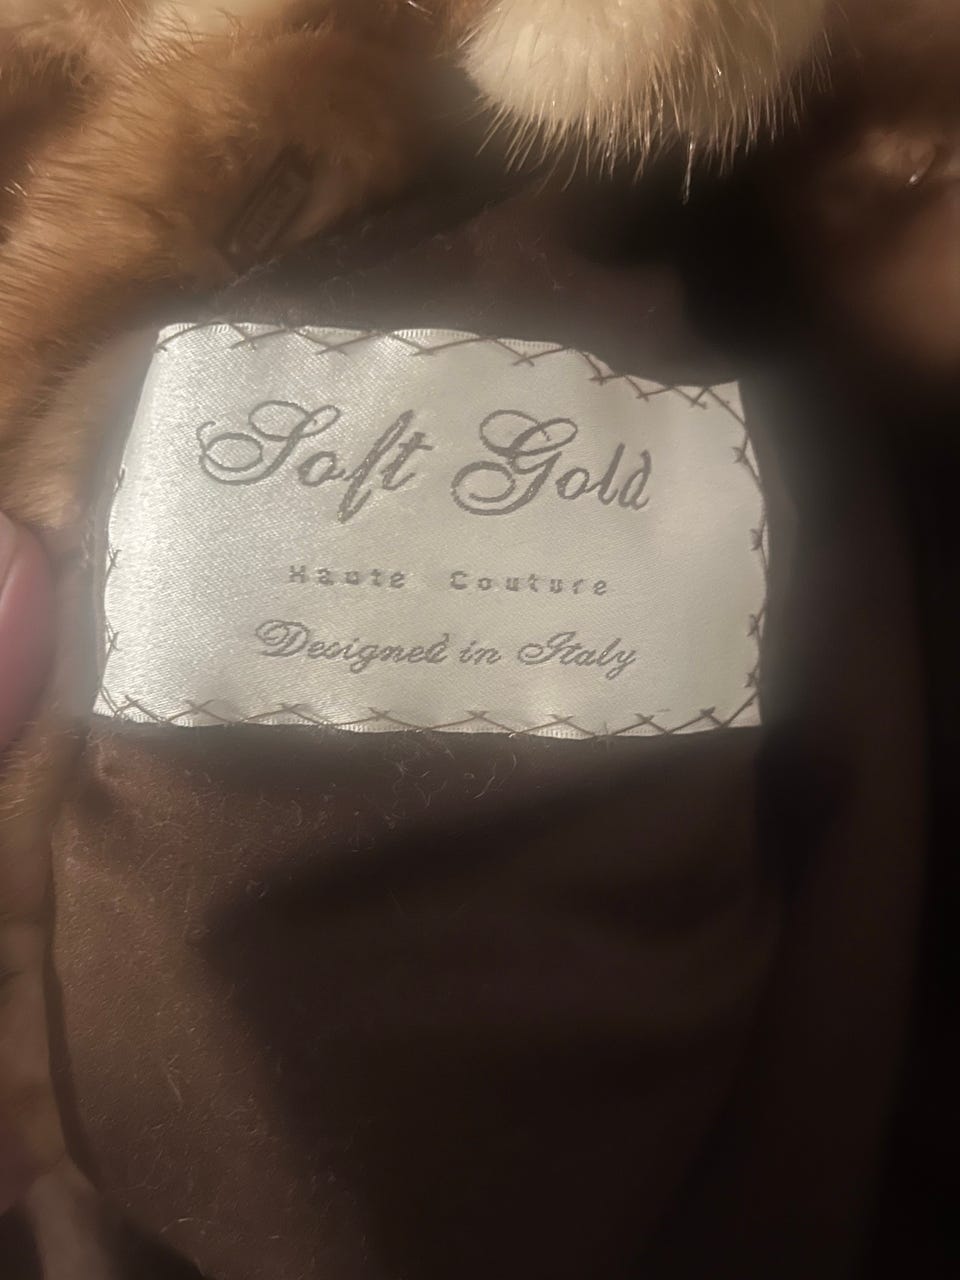 Soft Gold
Haute Couture
Designed in Italy